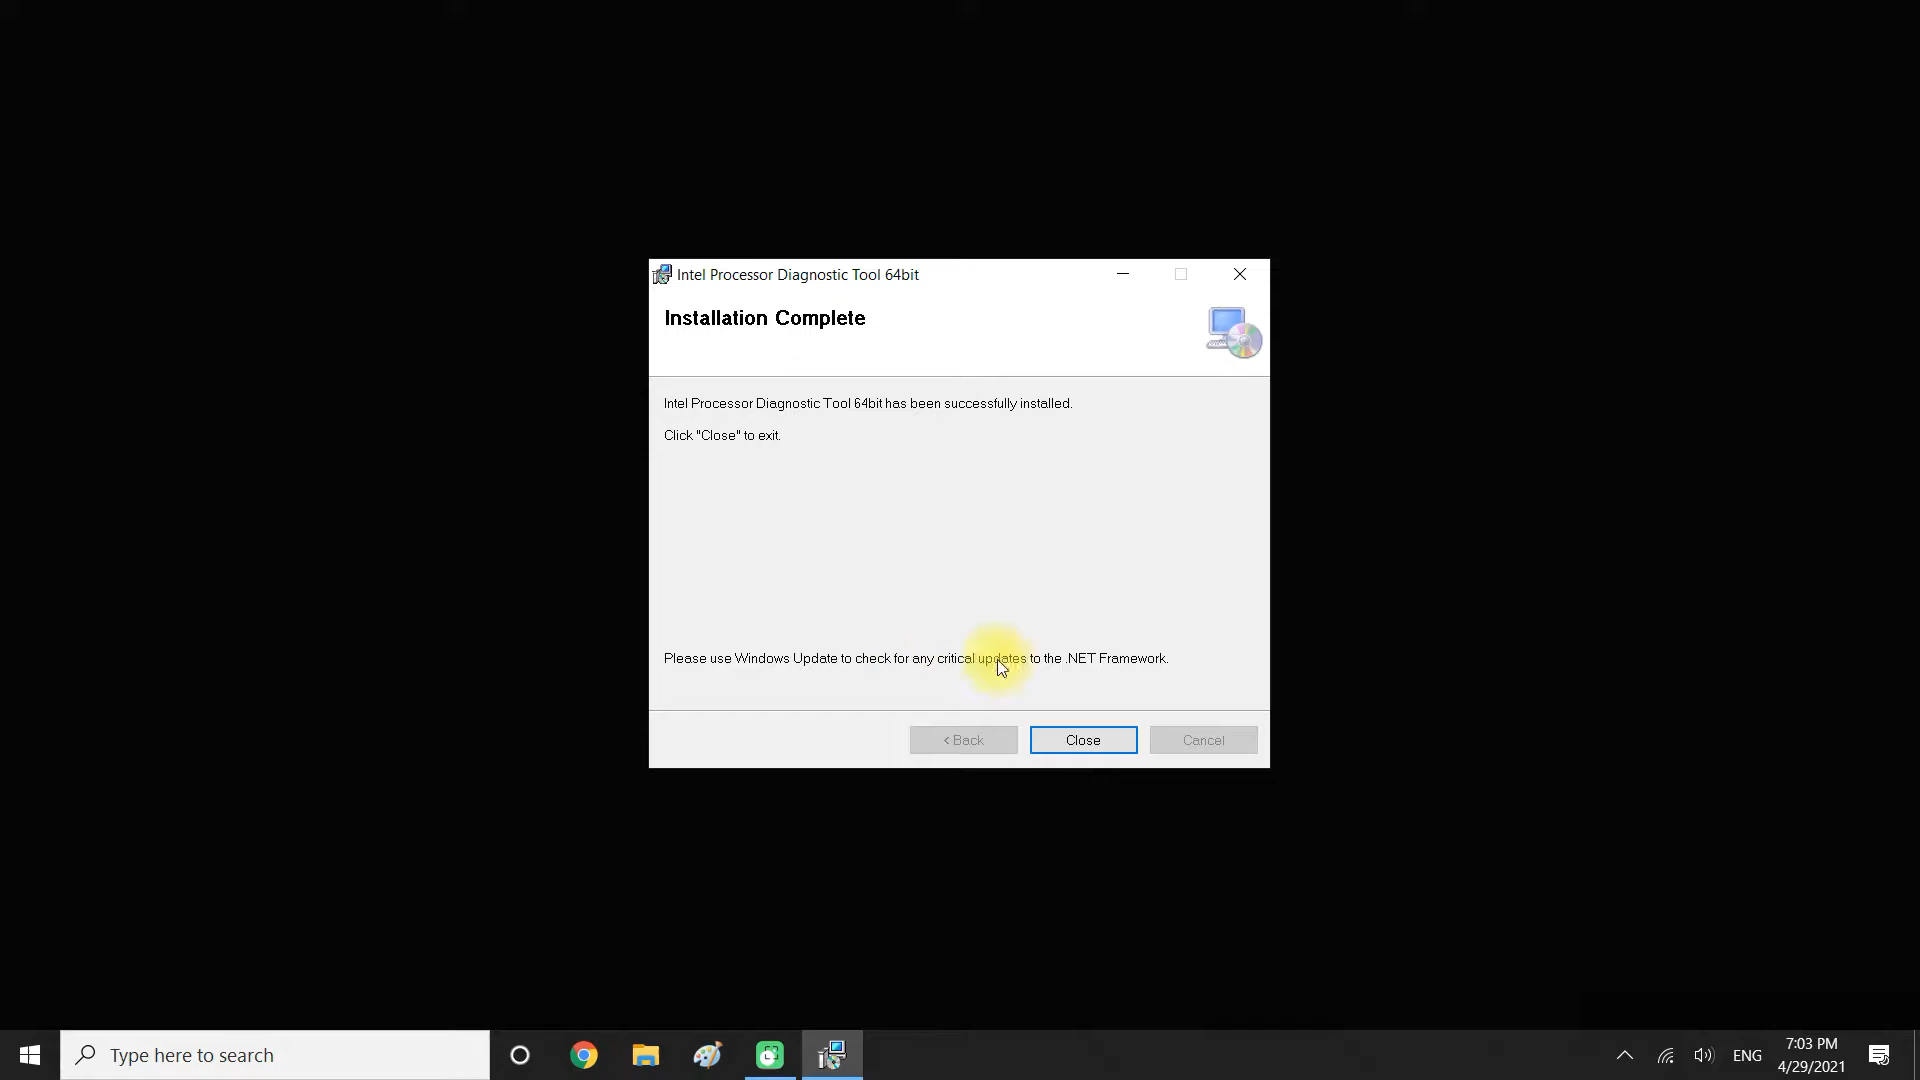 Intel Processor Diagnostic Tool 64bit
Installation Complete
Intel Processor Diagnostic Tool 64bit has been successfully installed.
Click "Close" to exit.
Please use Windows Update to check for any critical updates to the .NET Framework.
< Back
Close
Cancel
Type here to search
ENG
7:03 PM
4/29/2021